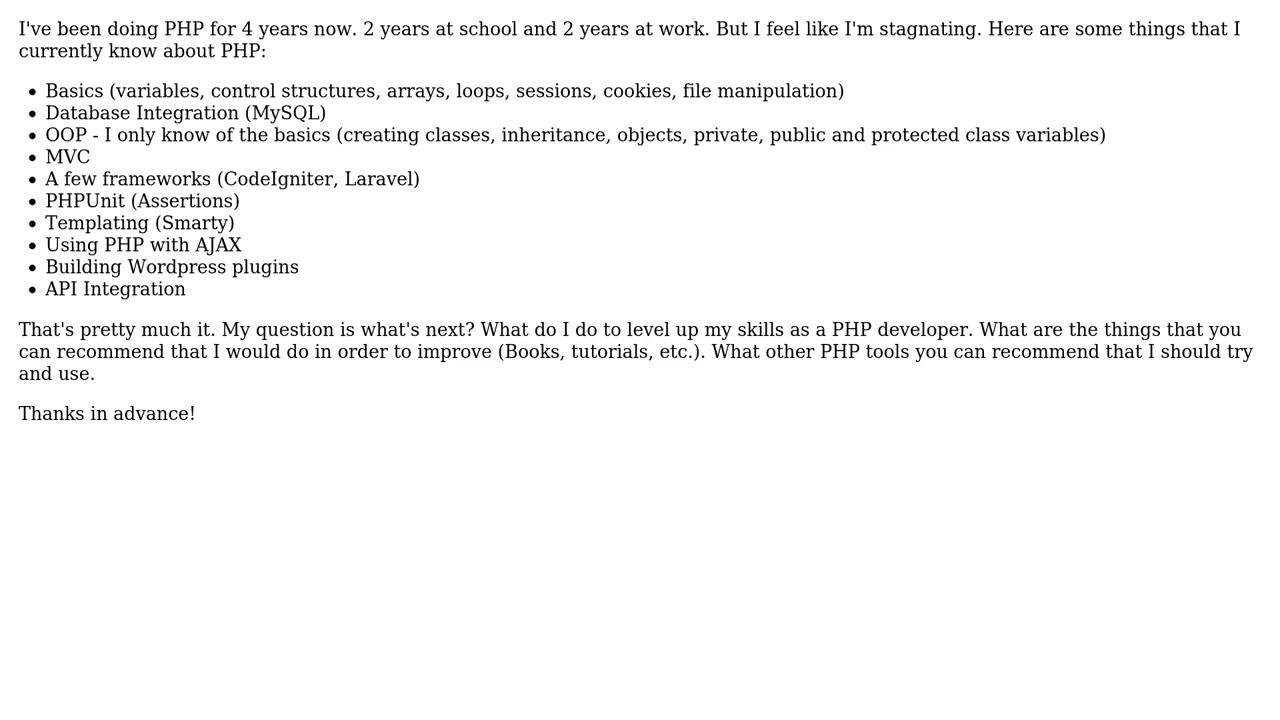 I've been doing PHP for 4 years now. 2 years at school and 2 years at work. But I feel like I'm stagnating. Here are some things that I
currently know about PHP:
• Basics (variables, control structures, arrays, loops, sessions, cookies, file manipulation)
• Database Integration (MySQL)
• OOP - I only know of the basics (creating classes, inheritance, objects, private, public and protected class variables)
• MVC
• A few frameworks (CodeIgniter, Laravel)
• PHPUnit (Assertions)
• Templating (Smarty)
• Using PHP with AJAX
• Building Wordpress plugins
• API Integration
That's pretty much it. My question is what's next? What do I do to level up my skills as a PHP developer. What are the things that you
can recommend that I would do in order to improve (Books, tutorials, etc.). What other PHP tools you can recommend that I should try
and use.
Thanks in advance!